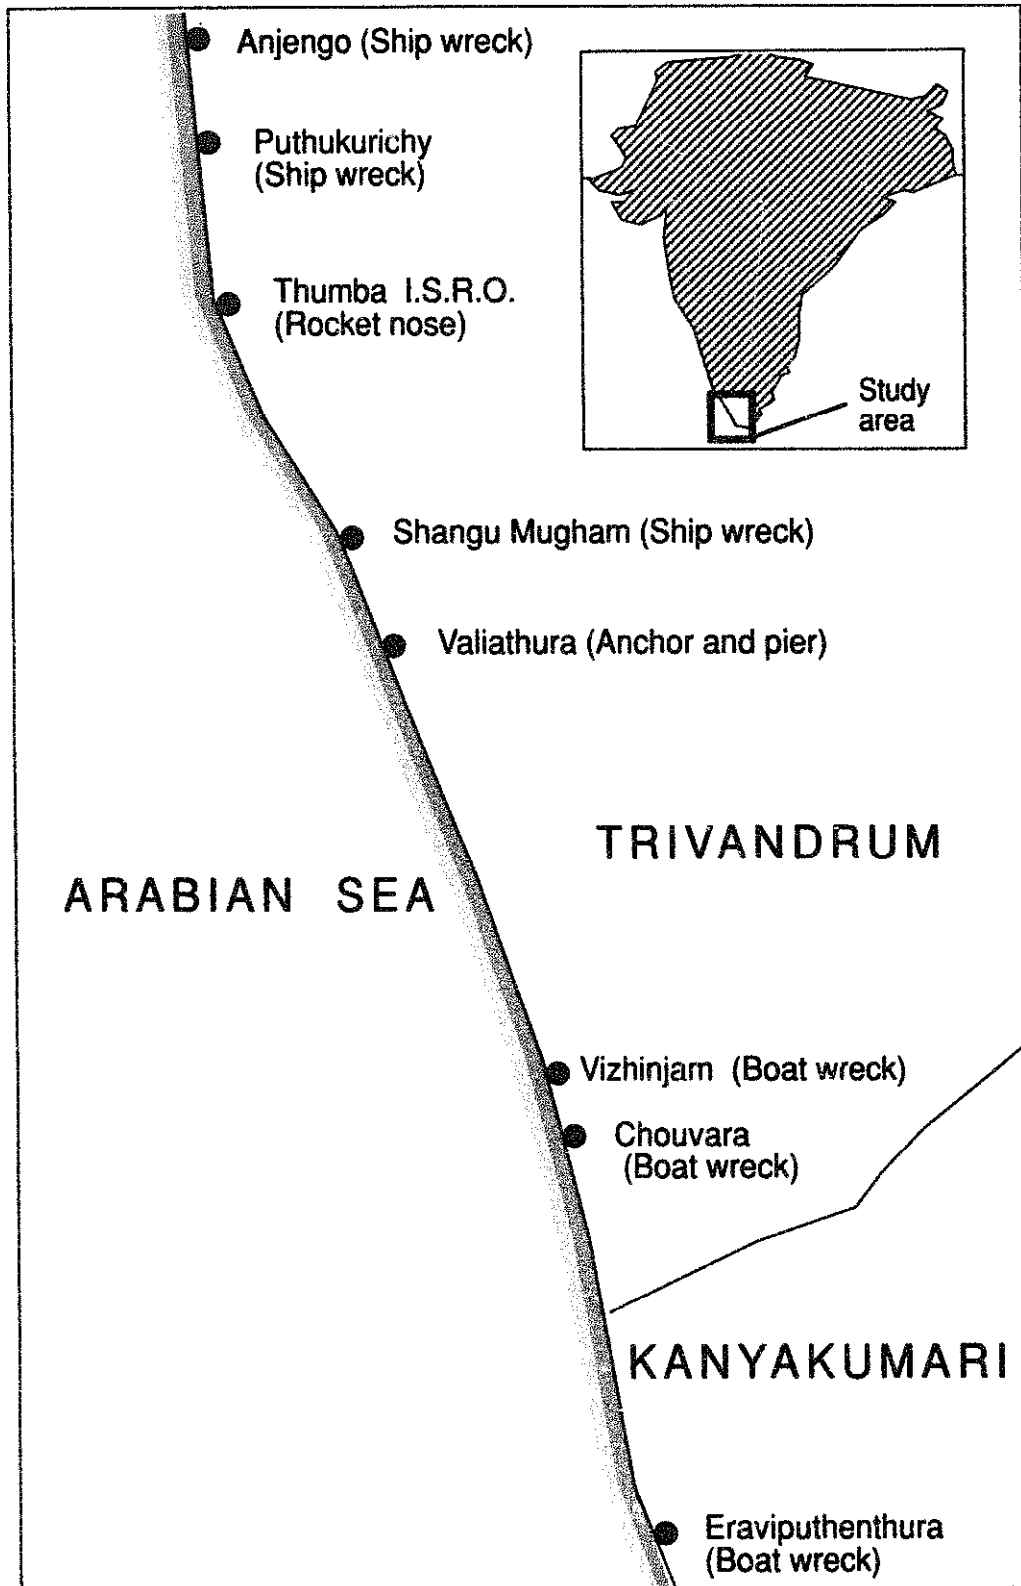 Anjengo (Ship wreck)
Puthukurichy
(Ship wreck)
Thumba I.S.R.O.
(Rocket nose)
Study
area
Shangu Mugham (Ship wreck)
Valiathura (Anchor and pier)
TRIVANDRUM
ARABIAN SEA
Vizhinjam (Boat wreck)
Chouvara
(Boat wreck)
KANYAKUMARI
Eraviputhenthura
(Boat wreck)